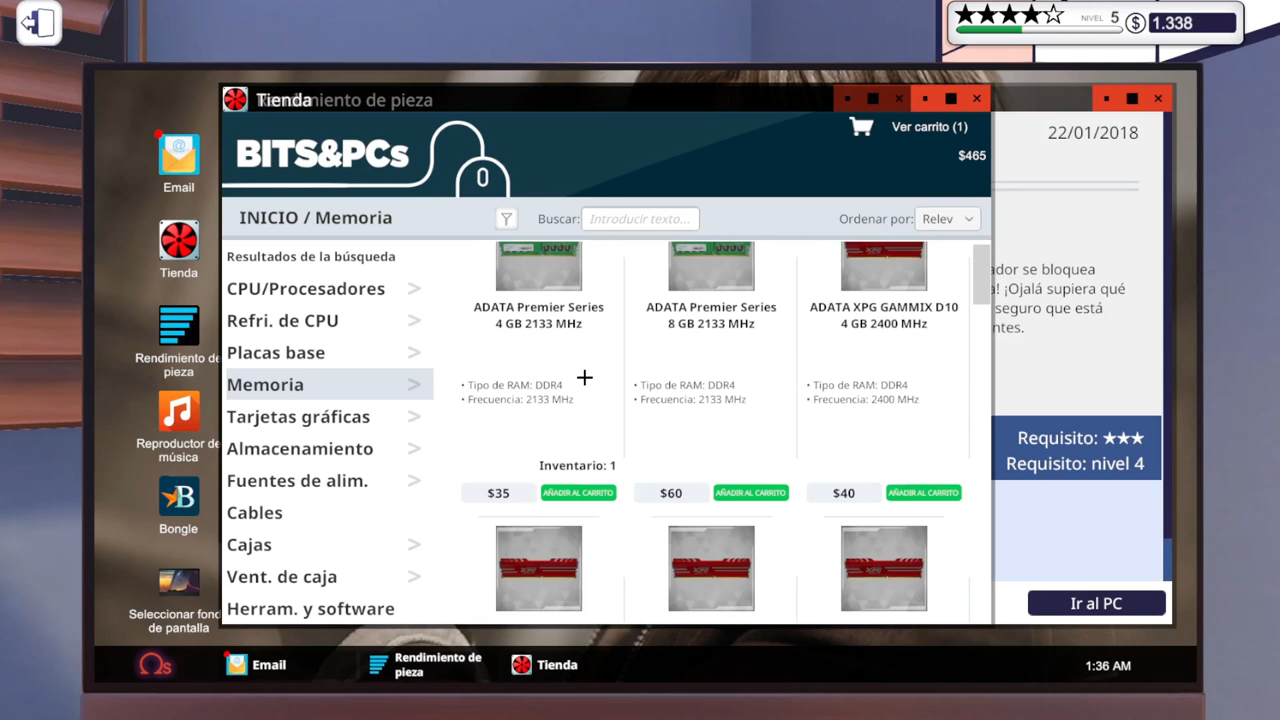 NIVEL 5
$ 1.338
Tienda
Rendimiento de pieza
22/01/2018
BITS&PCs
Ver carrito (1)
$465
INICIO / Memoria
Buscar:
Introducir texto...
Ordenar por:
Relev
Resultados de la búsqueda
CPU/Procesadores >
Refri. de CPU >
Placas base >
Memoria >
Tarjetas gráficas >
Almacenamiento >
Fuentes de alim. >
Cables
Cajas >
Vent. de caja >
Herram. y software
ADATA Premier Series
4 GB 2133 MHz
• Tipo de RAM: DDR4
• Frecuencia: 2133 MHz
Inventario: 1
$35
AÑADIR AL CARRITO
ADATA Premier Series
8 GB 2133 MHz
• Tipo de RAM: DDR4
• Frecuencia: 2133 MHz
$60
AÑADIR AL CARRITO
ADATA XPG GAMMIX D10
4 GB 2400 MHz
• Tipo de RAM: DDR4
• Frecuencia: 2400 MHz
$40
AÑADIR AL CARRITO
ador se bloquea
! ¡Ojalá supiera qué
seguro que está
ntes.
Requisito: ★★★
Requisito: nivel 4
Ir al PC
Email
Tienda
Rendimiento de
pieza
Reproductor de
música
Bongle
Seleccionar fond
de pantalla
Ωs
Email
Rendimiento de
pieza
Tienda
1:36 AM